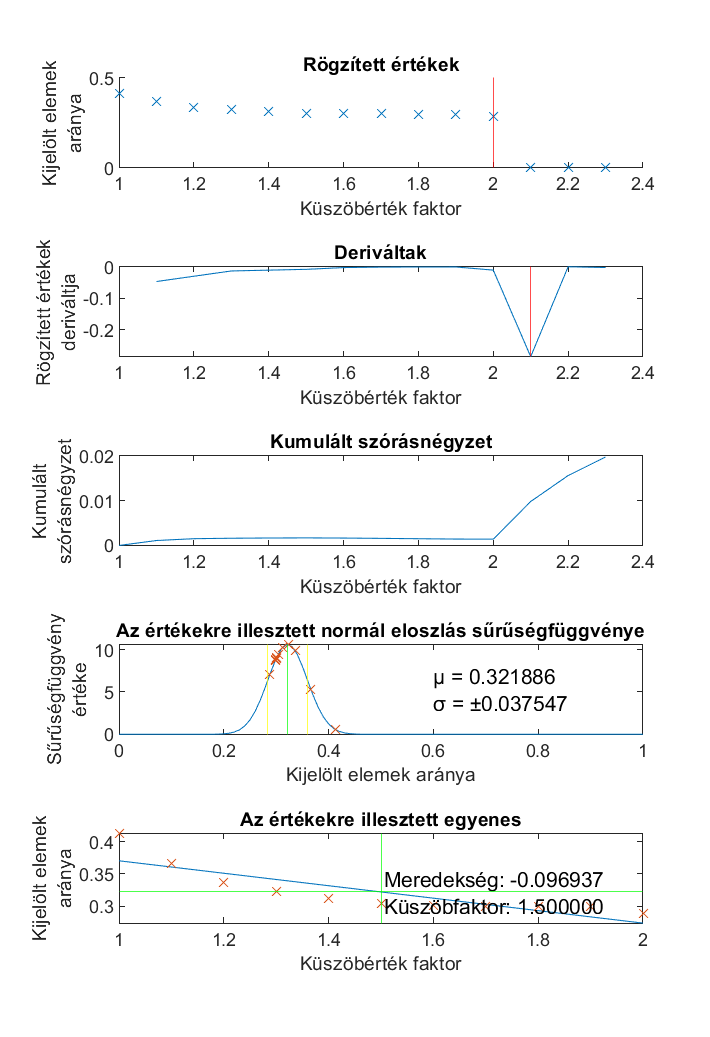 Rögzített értékek
Kijelölt elemek
aránya
0.5
0
1 1.2 1.4 1.6 1.8 2 2.2 2.4
Küszöbérték faktor
Deriváltak
Rögzített értékek
deriváltja
0
-0.1
-0.2
1 1.2 1.4 1.6 1.8 2 2.2 2.4
Küszöbérték faktor
Kumulált szórásnégyzet
Kumulált
szórásnégyzet
0.02
0.01
0
1 1.2 1.4 1.6 1.8 2 2.2 2.4
Küszöbérték faktor
Az értékekre illesztett normál eloszlás sűrűségfüggvénye
Sűrűségfüggvény
értéke
10
5
0
μ = 0.321886
σ = ±0.037547
0 0.2 0.4 0.6 0.8 1
Kijelölt elemek aránya
Az értékekre illesztett egyenes
Kijelölt elemek
aránya
0.4
0.35
0.3
Meredekség: -0.096937
Küszöbfaktor: 1.500000
1 1.2 1.4 1.6 1.8 2
Küszöbérték faktor